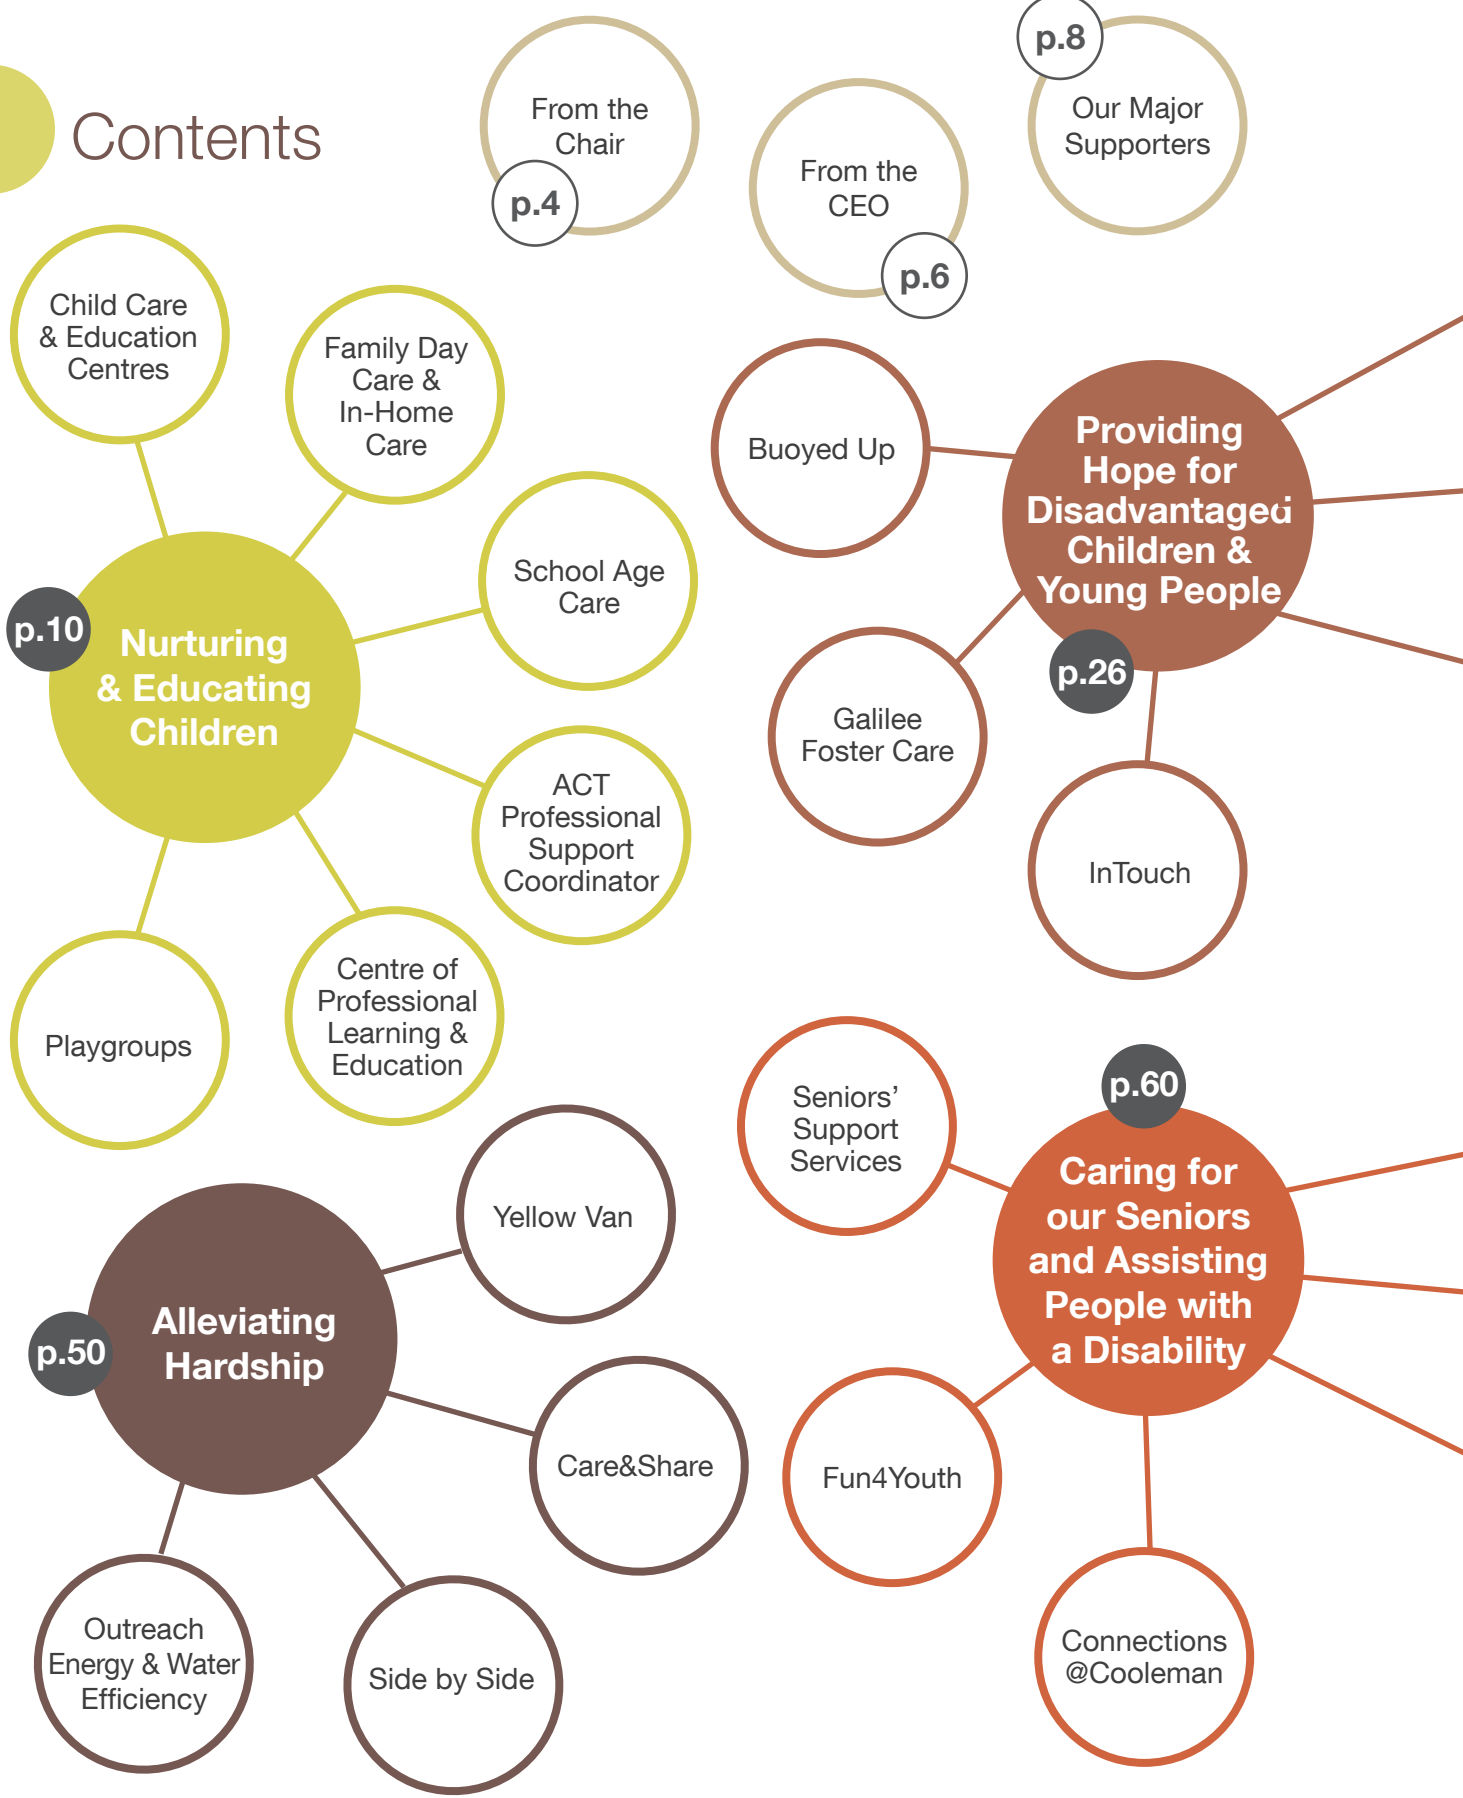 Contents
From the
Chair
p.4
From the
CEO
p.6
p.8
Our Major
Supporters
Child Care
& Education
Centres
Family Day
Care &
In-Home
Care
School Age
Care
p.10
Nurturing
& Educating
Children
ACT
Professional
Support
Coordinator
Centre of
Professional
Learning &
Education
Playgroups
Buoyed Up
Providing
Hope for
Disadvantaged
Children &
Young People
p.26
Galilee
Foster Care
InTouch
Yellow Van
p.50
Alleviating
Hardship
Care&Share
Outreach
Energy & Water
Efficiency
Side by Side
Seniors’
Support
Services
p.60
Caring for
our Seniors
and Assisting
People with
a Disability
Fun4Youth
Connections
@Cooleman